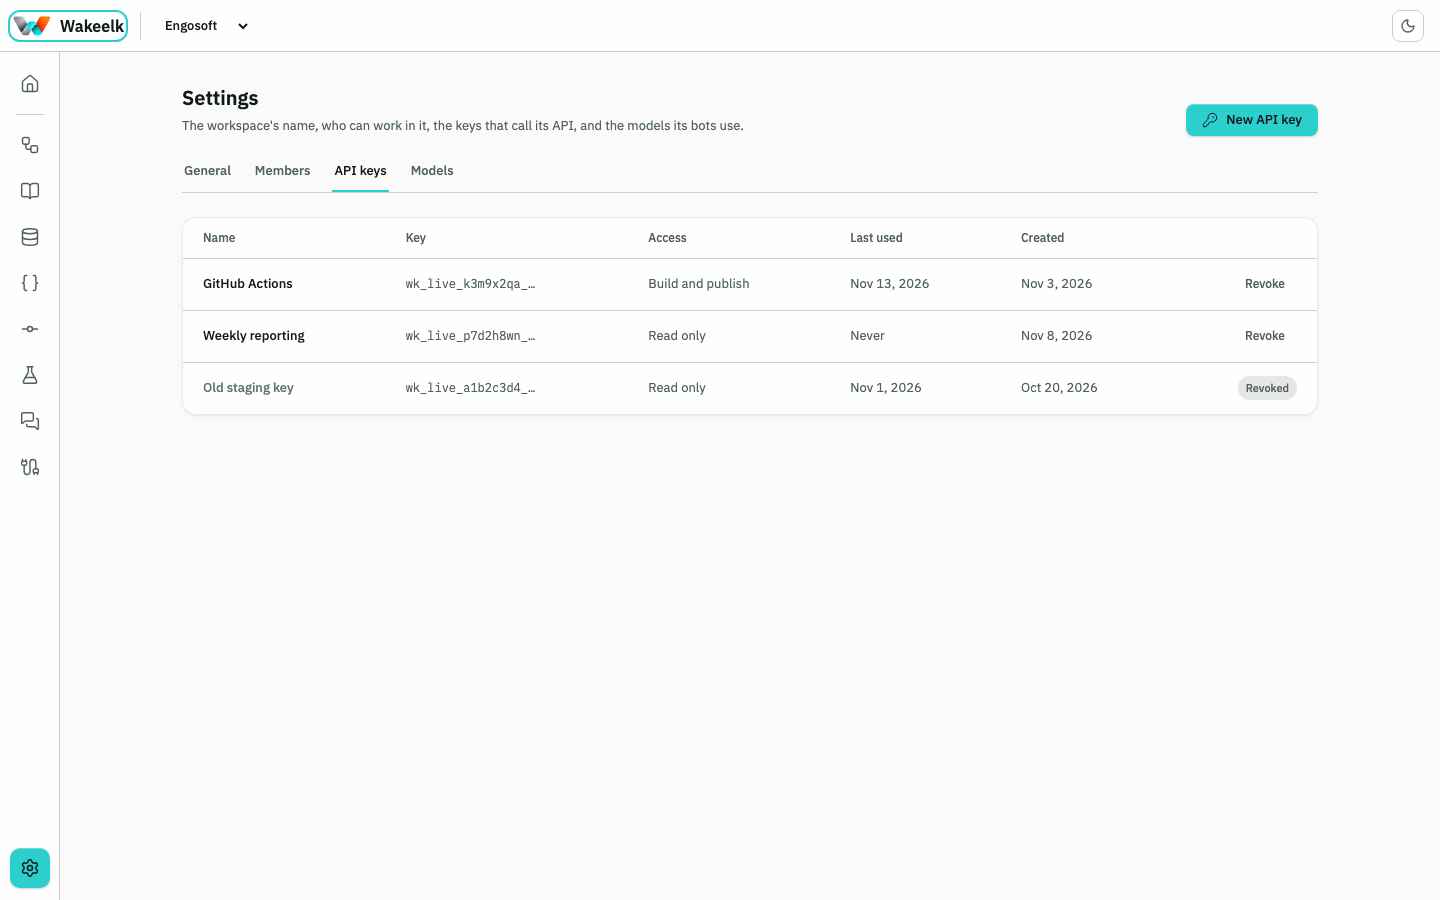 Wakeelk
Engosoft
Settings
The workspace's name, who can work in it, the keys that call its API, and the models its bots use.
New API key
General Members API keys Models
Name Key Access Last used Created
GitHub Actions wk_live_k3m9x2qa_… Build and publish Nov 13, 2026 Nov 3, 2026 Revoke
Weekly reporting wk_live_p7d2h8wn_… Read only Never Nov 8, 2026 Revoke
Old staging key wk_live_a1b2c3d4_… Read only Nov 1, 2026 Oct 20, 2026 Revoked